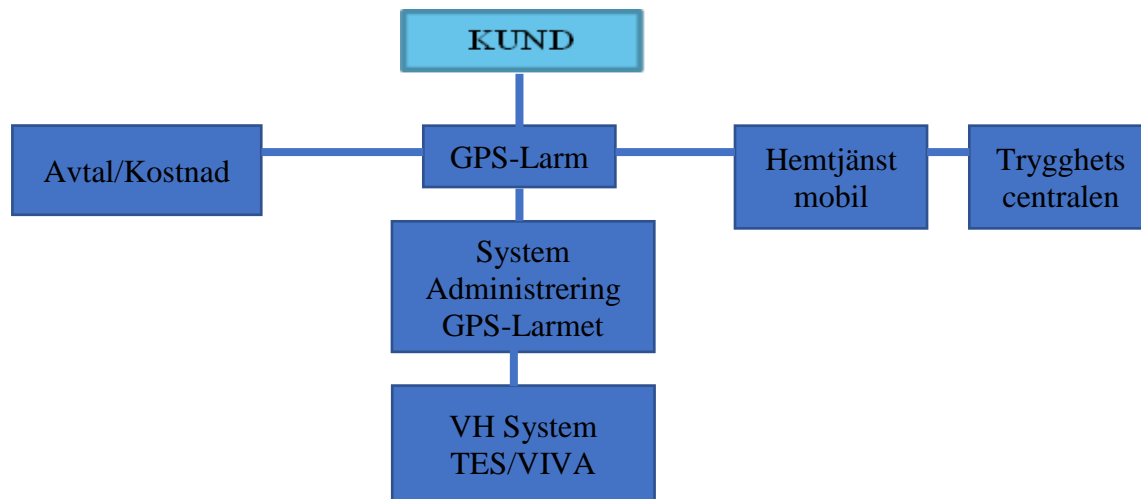 KUND
Avtal/Kostnad
GPS-Larm
Hemtjänst
mobil
Trygghets
centralen
System
Administrering
GPS-Larmet
VH System
TES/VIVA